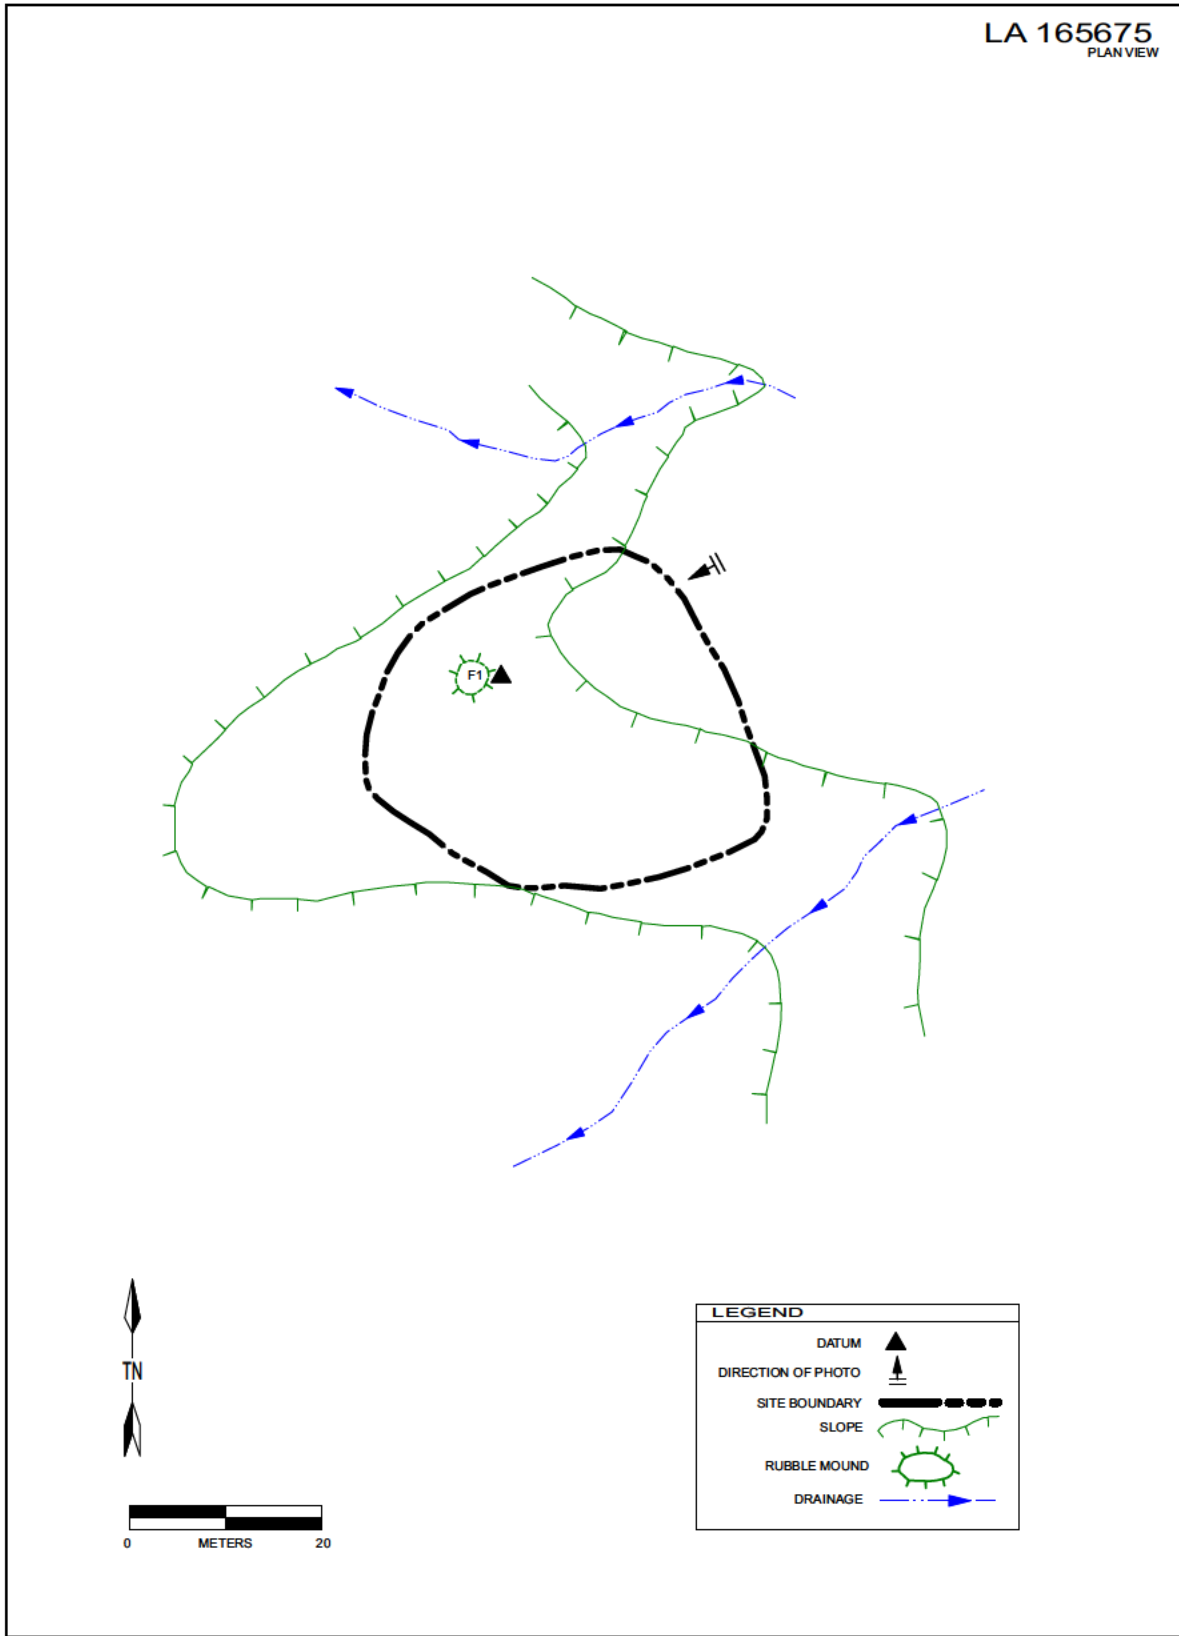 LA 165675
PLAN VIEW
F1
TN
0 METERS 20
LEGEND
DATUM
DIRECTION OF PHOTO
SITE BOUNDARY
SLOPE
RUBBLE MOUND
DRAINAGE